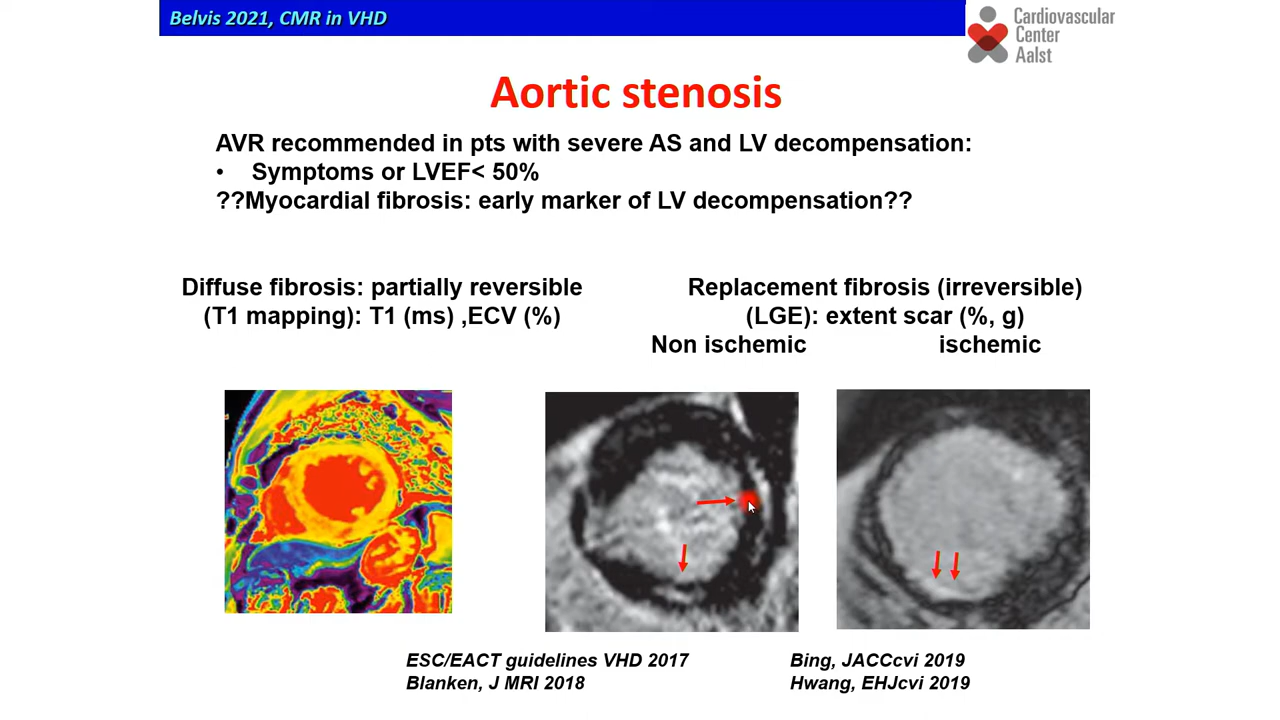 Belvis 2021, CMR in VHD
Cardiovascular
Center
Aalst
Aortic stenosis
AVR recommended in pts with severe AS and LV decompensation:
• Symptoms or LVEF< 50%
??Myocardial fibrosis: early marker of LV decompensation??
Diffuse fibrosis: partially reversible
(T1 mapping): T1 (ms) ,ECV (%)
Replacement fibrosis (irreversible)
(LGE): extent scar (%, g)
Non ischemic ischemic
ESC/EACT guidelines VHD 2017
Blanken, J MRI 2018
Bing, JACCcvi 2019
Hwang, EHJcvi 2019